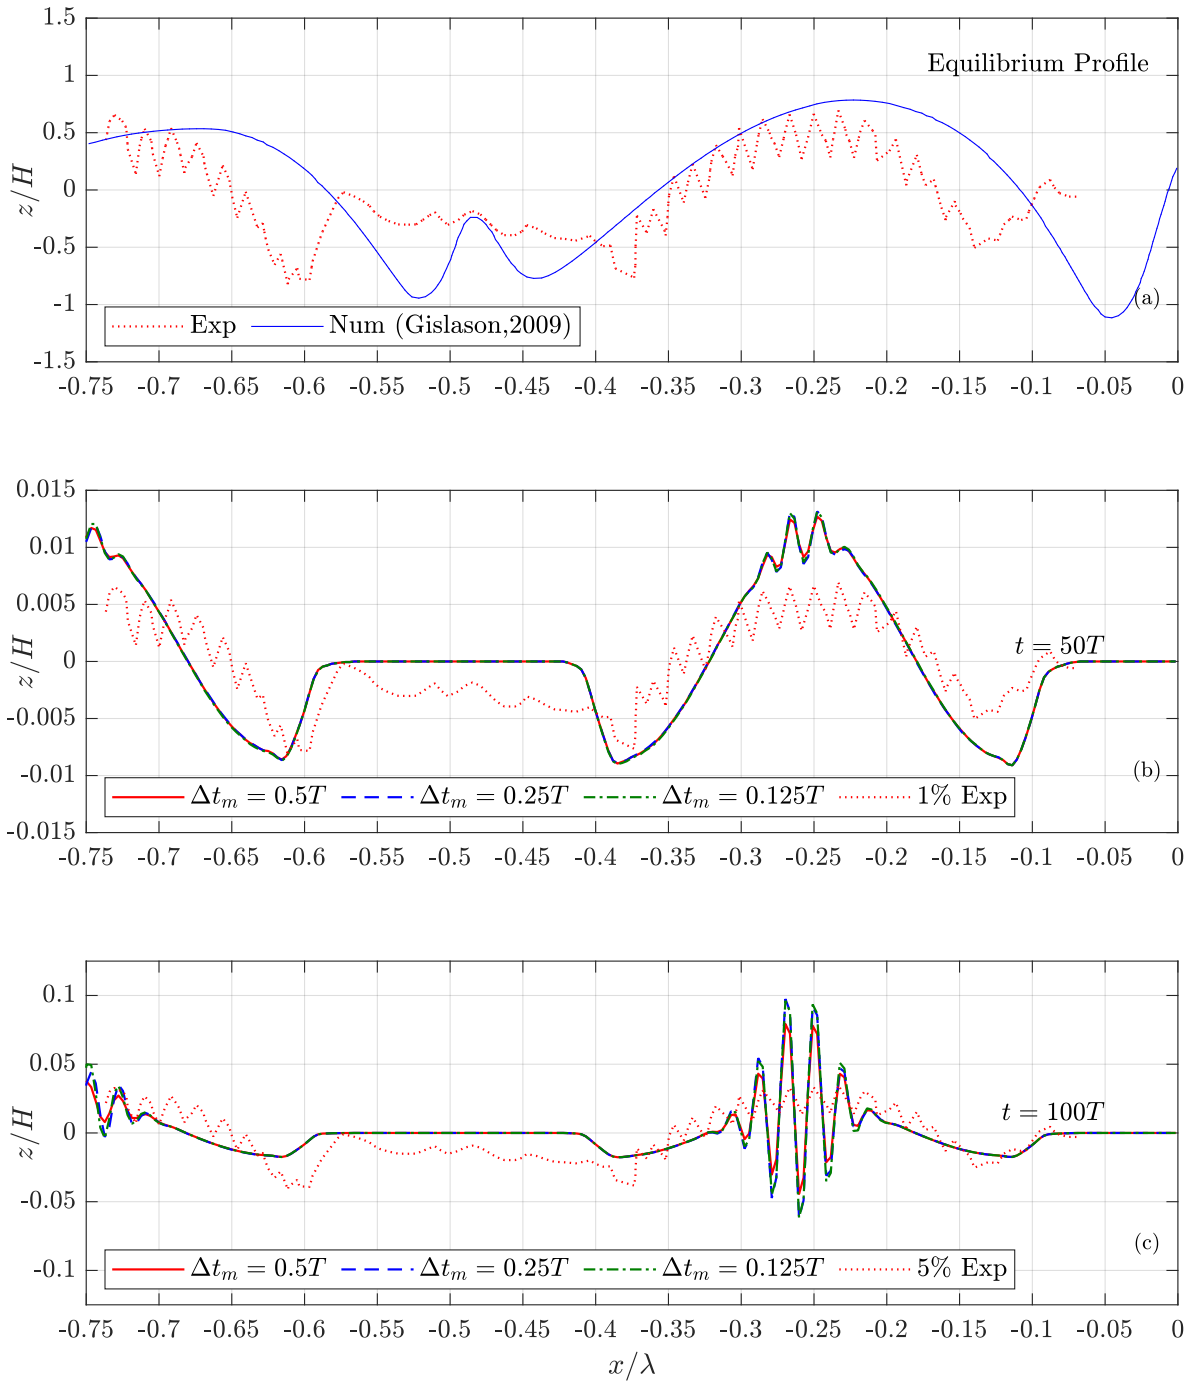 1.5
1
0.5
0
-0.5
-1
-1.5
z/H
Equilibrium Profile
(a)
Exp Num (Gislason,2009)
-0.75 -0.7 -0.65 -0.6 -0.55 -0.5 -0.45 -0.4 -0.35 -0.3 -0.25 -0.2 -0.15 -0.1 -0.05 0
0.015
0.01
0.005
0
-0.005
-0.01
-0.015
z/H
t = 50T
(b)
Δt_m = 0.5T Δt_m = 0.25T Δt_m = 0.125T 1% Exp
-0.75 -0.7 -0.65 -0.6 -0.55 -0.5 -0.45 -0.4 -0.35 -0.3 -0.25 -0.2 -0.15 -0.1 -0.05 0
0.1
0.05
0
-0.05
-0.1
z/H
t = 100T
(c)
Δt_m = 0.5T Δt_m = 0.25T Δt_m = 0.125T 5% Exp
-0.75 -0.7 -0.65 -0.6 -0.55 -0.5 -0.45 -0.4 -0.35 -0.3 -0.25 -0.2 -0.15 -0.1 -0.05 0
x/λ